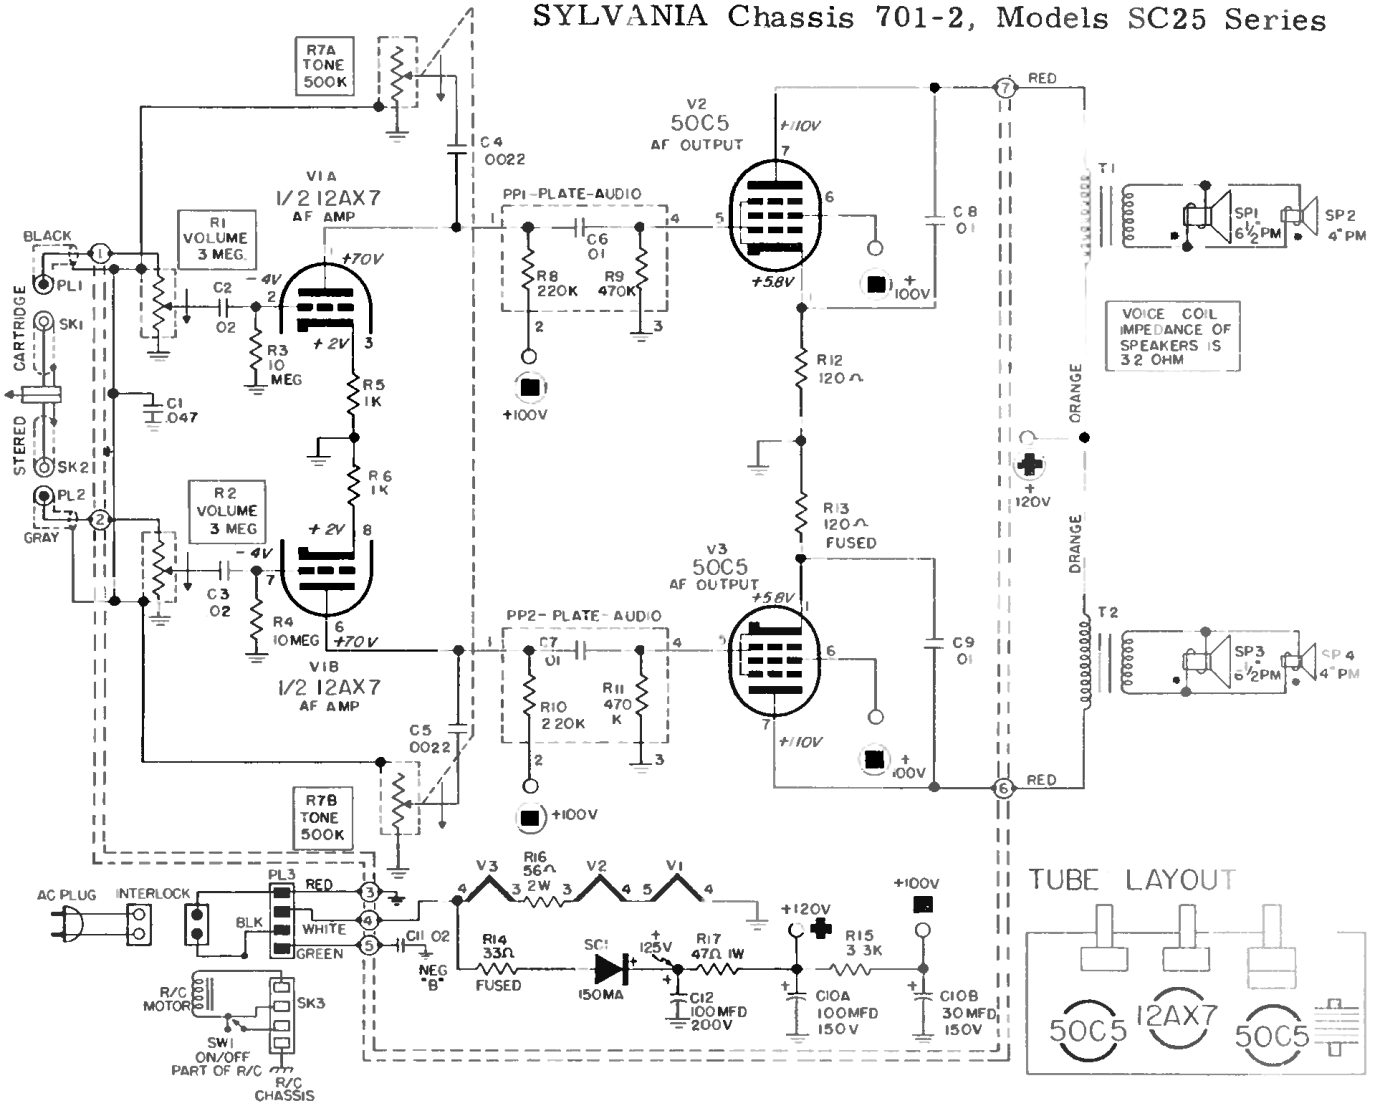 SYLVANIA Chassis 701-2, Models SC25 Series
R7A
TONE
500K
C4
0022
V1A
1/2 12AX7
AF AMP
R1
VOLUME
3 MEG.
BLACK
1
PL1
SK1
CARTRIDGE
STEREO
SK2
PL2
2
GRAY
C1
.047
C2
02
-4V
2
1
+70V
+2V
3
R3
10
MEG
R5
1K
R6
1K
R2
VOLUME
3 MEG
+2V
8
-4V
7
C3
02
R4
10MEG
6
+70V
V1B
1/2 12AX7
AF AMP
C5
0022
R7B
TONE
500K
PP1-PLATE-AUDIO
1
C6
01
4
R8
220K
R9
470K
2
3
+100V
V2
50C5
AF OUTPUT
+110V
7
5
6
+5.8V
1
+
100V
C8
01
7
RED
T1
SP1
6½"PM
SP2
4"PM
VOICE COIL
IMPEDANCE OF
SPEAKERS IS
32 OHM
R12
120Ω
ORANGE
+
120V
R13
120Ω
FUSED
ORANGE
V3
50C5
AF OUTPUT
+5.8V
1
5
6
7
+110V
+
100V
C9
01
6
RED
T2
SP3
6½"PM
SP4
4"PM
PP2-PLATE-AUDIO
1
C7
01
4
R10
220K
R11
470
K
2
3
+100V
AC PLUG
INTERLOCK
PL3
RED
3
BLK
WHITE
4
GREEN
5
C11 02
NEG
"B"
R/C
MOTOR
SK3
SW1
ON/OFF
PART OF R/C
R/C
CHASSIS
V3
4
3
R16
56Ω
2W
3
V2
4
5
V1
4
R14
33Ω
FUSED
SC1
+
150MA
+
125V
R17
47Ω 1W
+
C12
100MFD
200V
+120V
R15
3.3K
+
C10A
100MFD
150V
+100V
+
C10B
30MFD
150V
TUBE LAYOUT
50C5
12AX7
50C5